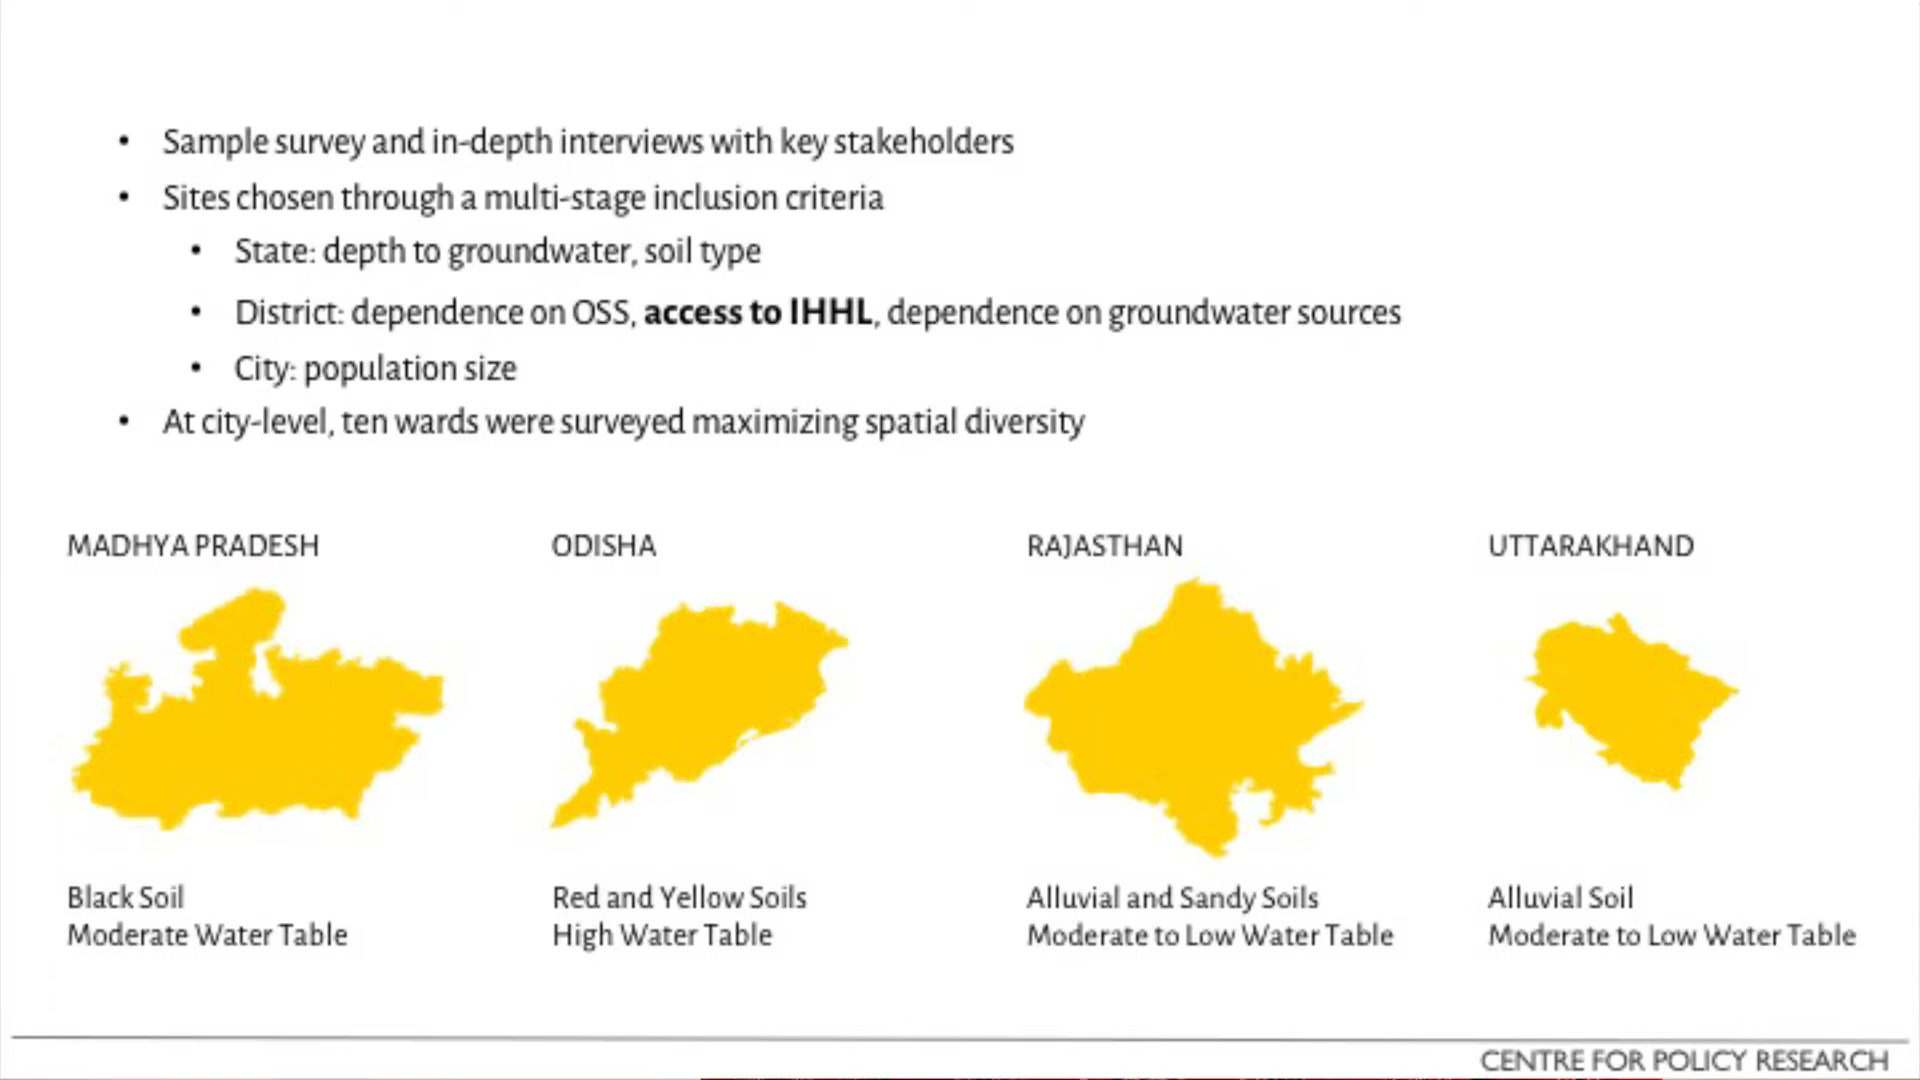 • Sample survey and in-depth interviews with key stakeholders
• Sites chosen through a multi-stage inclusion criteria
• State: depth to groundwater, soil type
• District: dependence on OSS, access to IHHL, dependence on groundwater sources
• City: population size
• At city-level, ten wards were surveyed maximizing spatial diversity
MADHYA PRADESH
Black Soil
Moderate Water Table
ODISHA
Red and Yellow Soils
High Water Table
RAJASTHAN
Alluvial and Sandy Soils
Moderate to Low Water Table
UTTARAKHAND
Alluvial Soil
Moderate to Low Water Table
CENTRE FOR POLICY RESEARCH